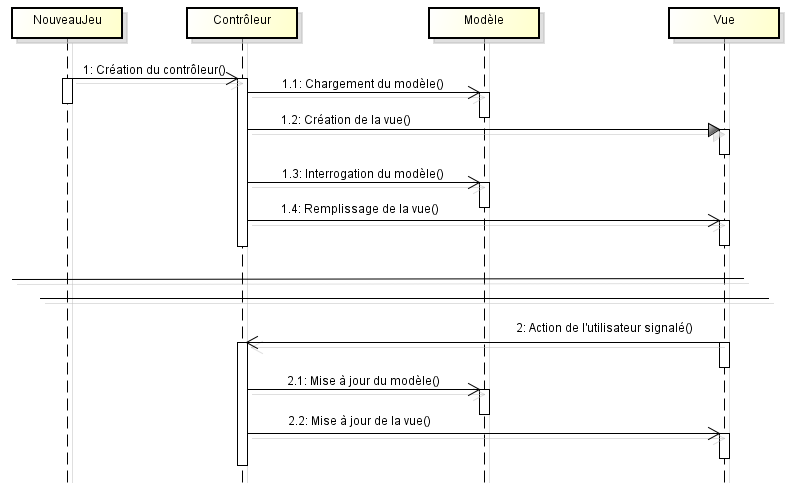 NouveauJeu Contrôleur Modèle Vue
1: Création du contrôleur()
1.1: Chargement du modèle()
1.2: Création de la vue()
1.3: Interrogation du modèle()
1.4: Remplissage de la vue()
2: Action de l'utilisateur signalé()
2.1: Mise à jour du modèle()
2.2: Mise à jour de la vue()